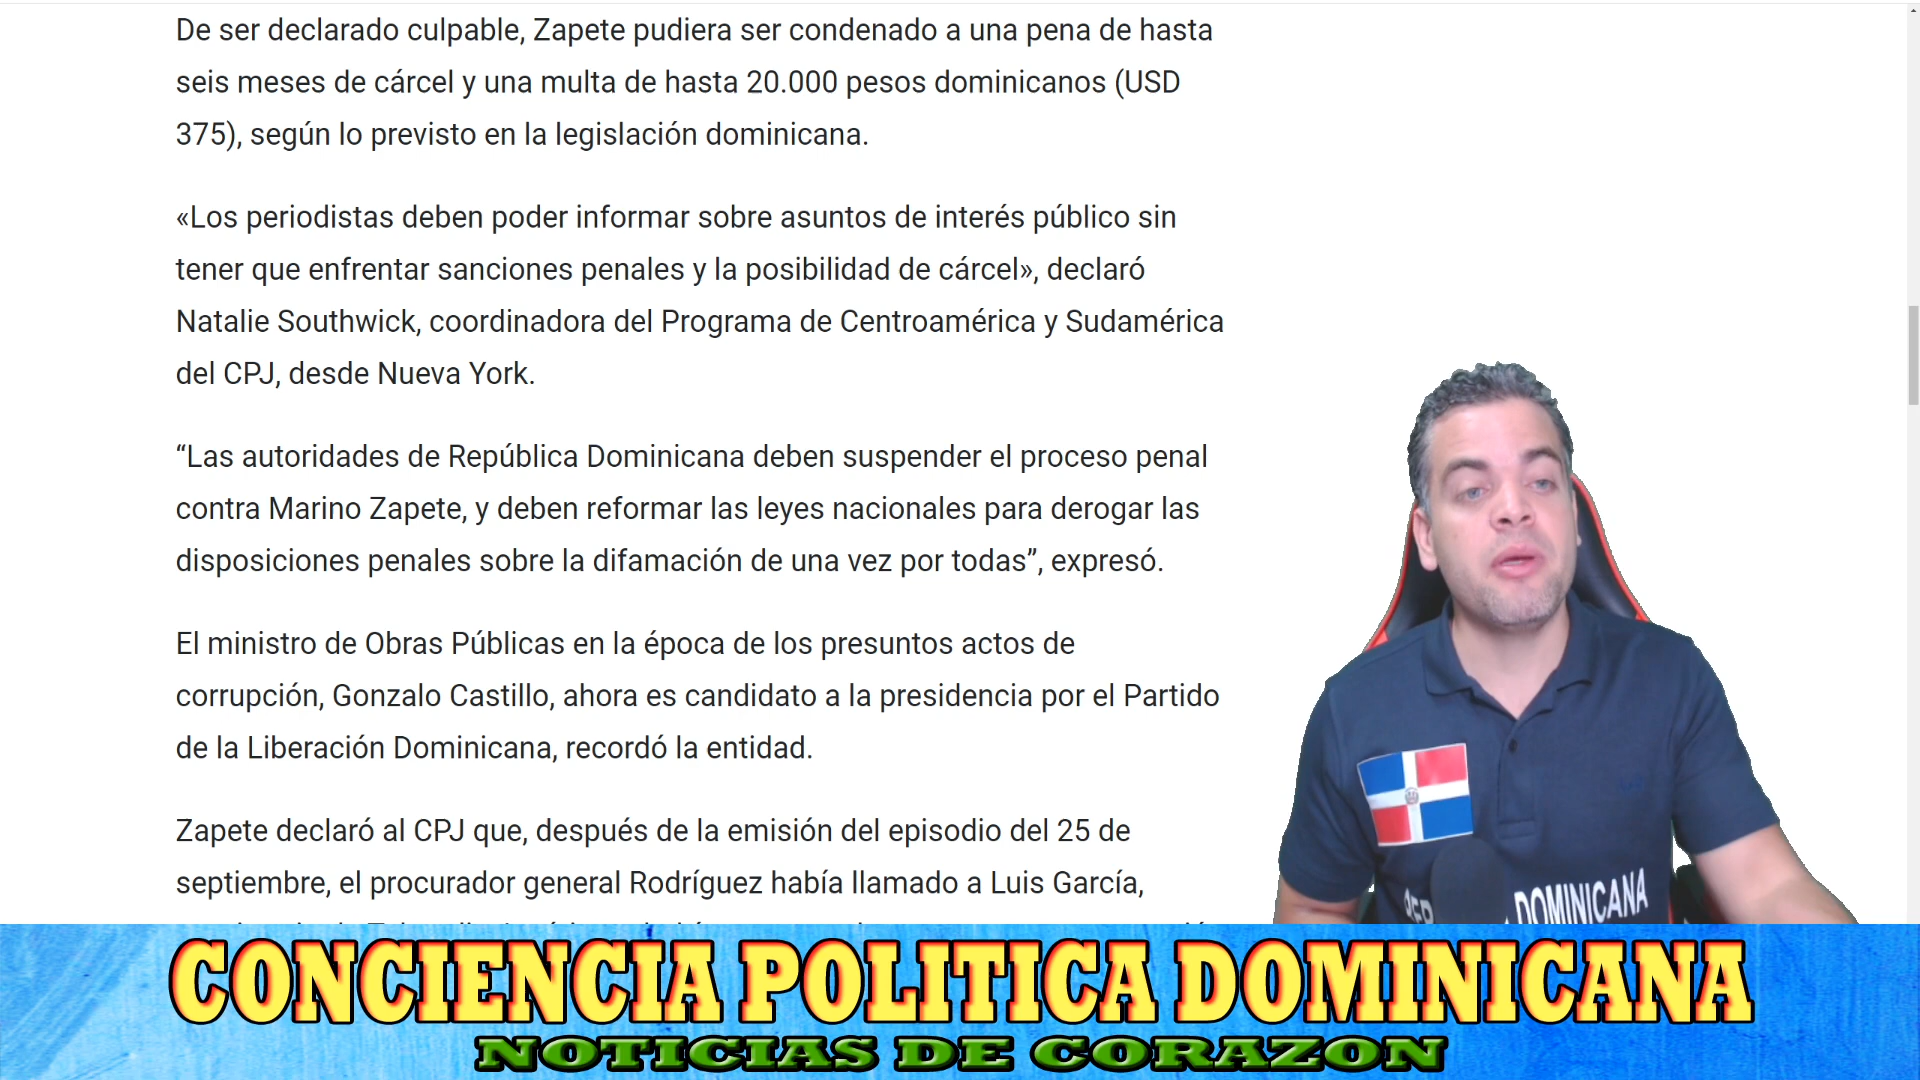 De ser declarado culpable, Zapete pudiera ser condenado a una pena de hasta
seis meses de cárcel y una multa de hasta 20.000 pesos dominicanos (USD
375), según lo previsto en la legislación dominicana.
«Los periodistas deben poder informar sobre asuntos de interés público sin
tener que enfrentar sanciones penales y la posibilidad de cárcel», declaró
Natalie Southwick, coordinadora del Programa de Centroamérica y Sudamérica
del CPJ, desde Nueva York.
“Las autoridades de República Dominicana deben suspender el proceso penal
contra Marino Zapete, y deben reformar las leyes nacionales para derogar las
disposiciones penales sobre la difamación de una vez por todas”, expresó.
El ministro de Obras Públicas en la época de los presuntos actos de
corrupción, Gonzalo Castillo, ahora es candidato a la presidencia por el Partido
de la Liberación Dominicana, recordó la entidad.
Zapete declaró al CPJ que, después de la emisión del episodio del 25 de
septiembre, el procurador general Rodríguez había llamado a Luis García,
DOMINICANA
CONCIENCIA POLITICA DOMINICANA
NOTICIAS DE CORAZON